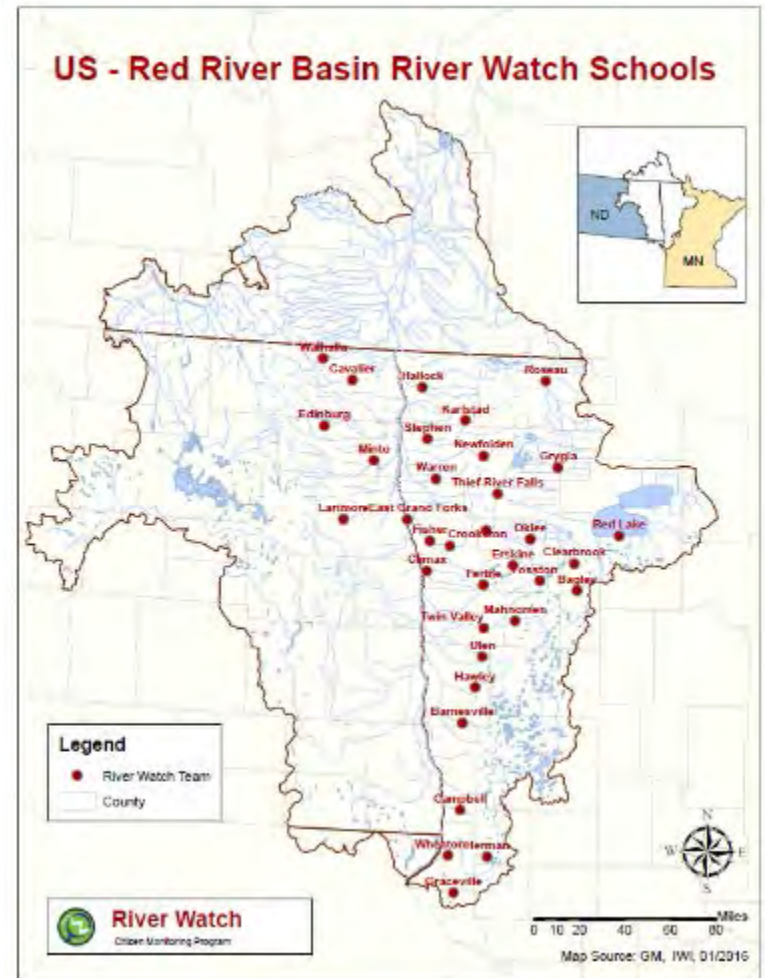 US - Red River Basin River Watch Schools
ND
MN
Walhalla
Cavalier
Hallock
Roseau
Karlstad
Edinburg
Stephen
Newfolden
Minto
Grygla
Warren
Thief River Falls
Larimore
East Grand Forks
Fisher
Crookston
Oklee
Red Lake
Climax
Erskine
Clearbrook
Fertile
Fosston
Bagley
Twin Valley
Mahnomen
Ulen
Hawley
Barnesville
Legend
River Watch Team
County
Campbell
Wheaton
Herman
Graceville
N
W
E
S
River Watch
Citizen Monitoring Program
Miles
0 10 20 40 60 80
Map Source: GM, IWI, 01/2016